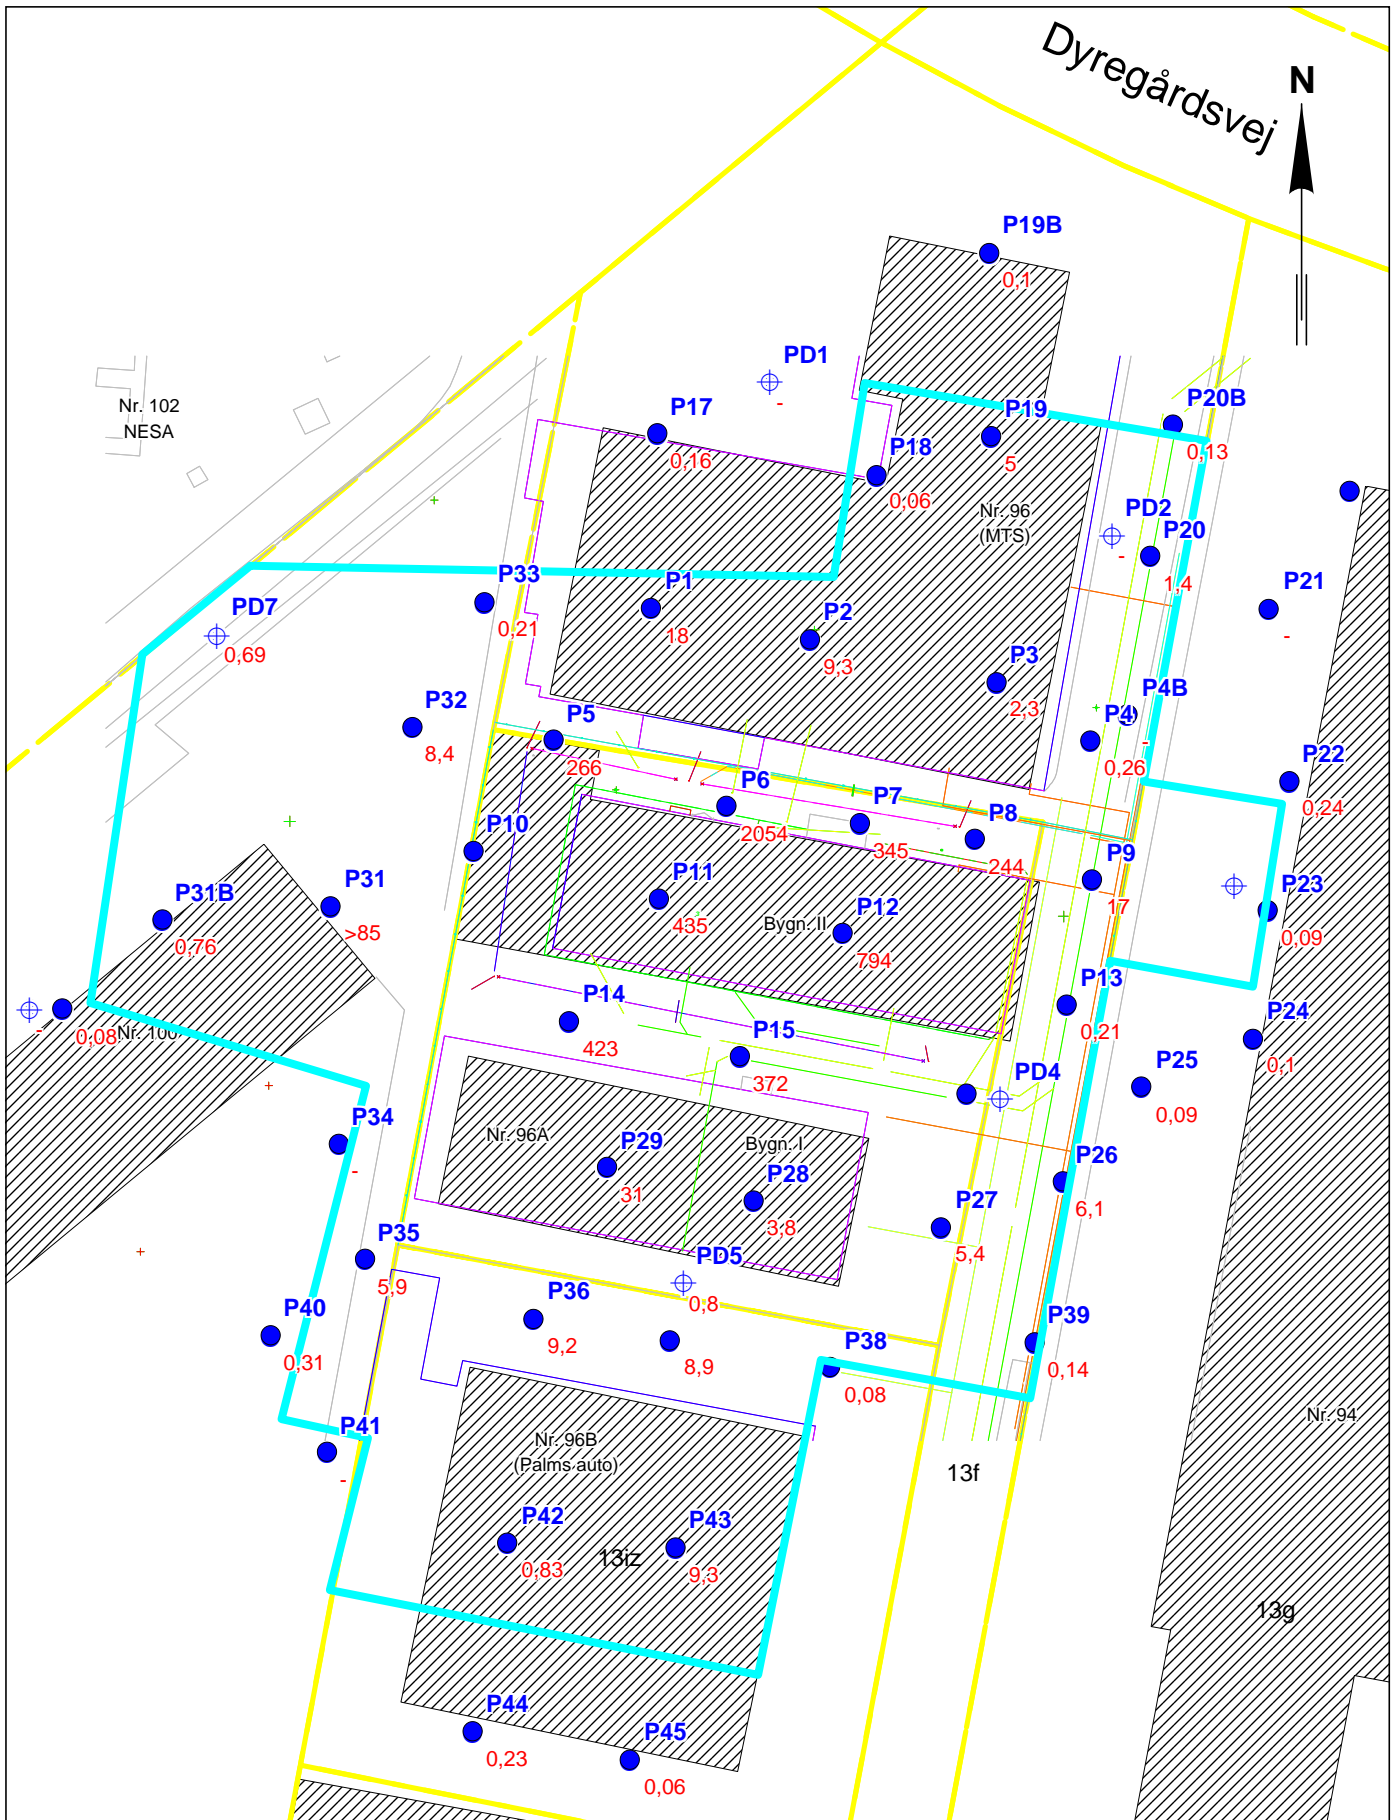 Dyregårdsvej
N
P19B
0,1
PD1
-
Nr. 102
NESA
P17
0,16
P19
5
P20B
0,13
P18
0,06
Nr. 96
(MTS)
PD2
-
P20
1,4
P33
0,21
P1
18
P2
9,3
P21
-
PD7
0,69
P3
2,3
P4B
-
P32
8,4
P5
266
P4
0,26
P22
0,24
P6
2054
P7
345
P8
244
P10
P9
17
P11
435
Bygn. II
P12
794
P23
0,09
P31B
0,76
P31
>85
P14
423
P13
0,21
-
0,08
Nr. 100
P15
372
P24
0,1
PD4
P25
0,09
P34
-
Nr. 96A
Bygn. I
P29
31
P28
3,8
P26
6,1
P27
5,4
P35
5,9
PD5
0,8
P40
0,31
P36
9,2
8,9
P38
0,08
P39
0,14
P41
-
Nr. 96B
(Palms auto)
13f
Nr. 94
P42
0,83
13iz
P43
9,3
13g
P44
0,23
P45
0,06